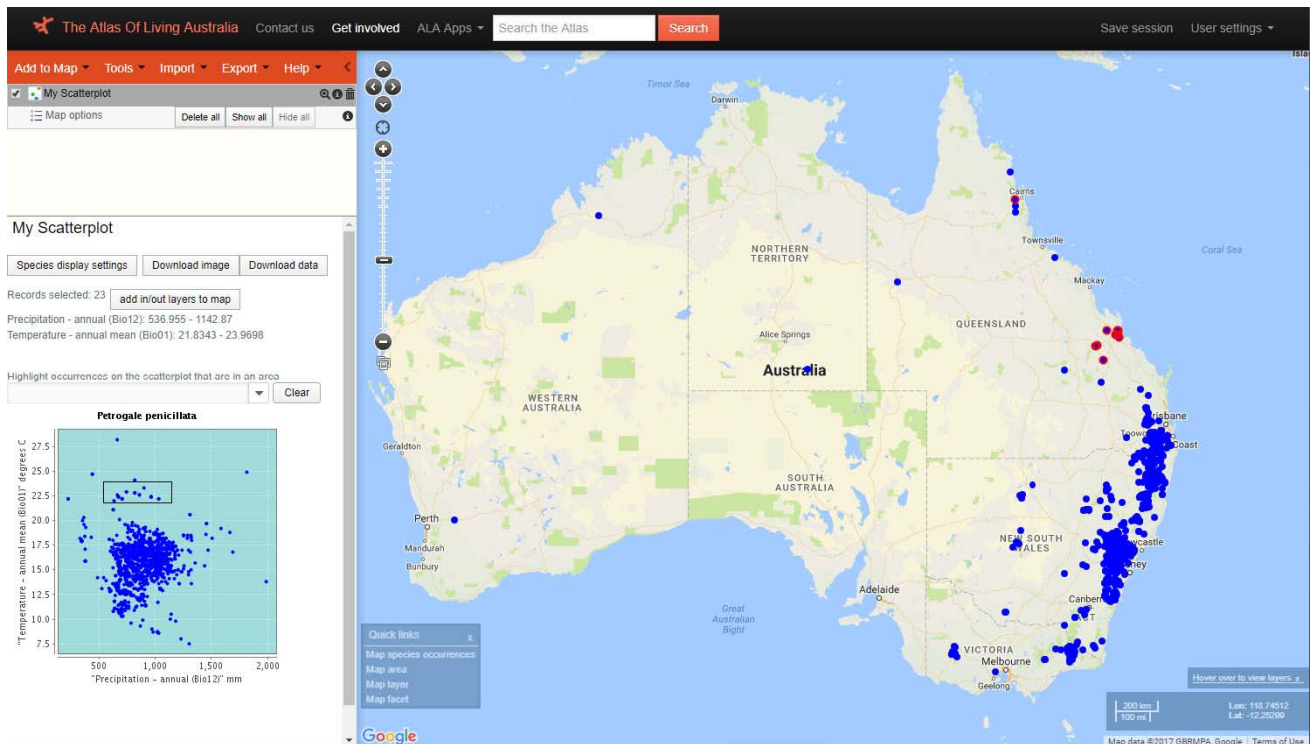 The Atlas Of Living Australia Contact us Get involved ALA Apps Search the Atlas Search Save session User settings
Add to Map Tools Import Export Help
My Scatterplot
Map options Delete all Show all Hide all
My Scatterplot
Species display settings Download image Download data
Records selected: 23 add in/out layers to map
Precipitation - annual (Bio12): 536.955 - 1142.87
Temperature - annual mean (Bio01): 21.8343 - 23.9698
Highlight occurrences on the scatterplot that are in an area
Clear
Petrogale penicillata
"Temperature - annual mean (Bio01)" degrees C
27.5
25.0
22.5
20.0
17.5
15.0
12.5
10.0
7.5
500 1,000 1,500 2,000
"Precipitation - annual (Bio12)" mm
Timor Sea
Darwin
Cairns
Townsville
Coral Sea
NORTHERN
TERRITORY
Mackay
QUEENSLAND
Alice Springs
Australia
WESTERN
AUSTRALIA
Geraldton
SOUTH
AUSTRALIA
Perth
Mandurah
Bunbury
NEW SOUTH
WALES
Adelaide
Great
Australian
Bight
VICTORIA
Melbourne
Geelong
Quick links x
Map species occurrences
Map area
Map layer
Map facet
Hover over to view layers x
200 km
100 mi
Lon: 118.74512
Lat: -12.25299
Google
Map data ©2017 GBRMPA, Google Terms of Use